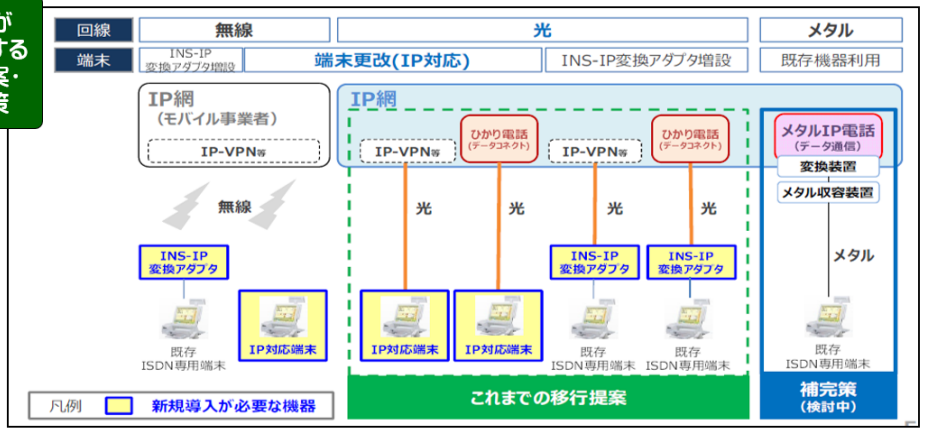 が
する
案・
策
回線
無線
光
メタル
端末
INS-IP
変換アダプタ増設
端末更改(IP対応)
INS-IP変換アダプタ増設
既存機器利用
IP網
(モバイル事業者)
IP-VPN等
IP網
IP-VPN等
ひかり電話
(データコネクト)
IP-VPN等
ひかり電話
(データコネクト)
メタルIP電話
(データ通信)
変換装置
メタル収容装置
無線
光
光
光
光
メタル
INS-IP
変換アダプタ
INS-IP
変換アダプタ
INS-IP
変換アダプタ
既存
ISDN専用端末
IP対応端末
IP対応端末
IP対応端末
既存
ISDN専用端末
既存
ISDN専用端末
既存
ISDN専用端末
凡例
新規導入が必要な機器
これまでの移行提案
補完策
(検討中)